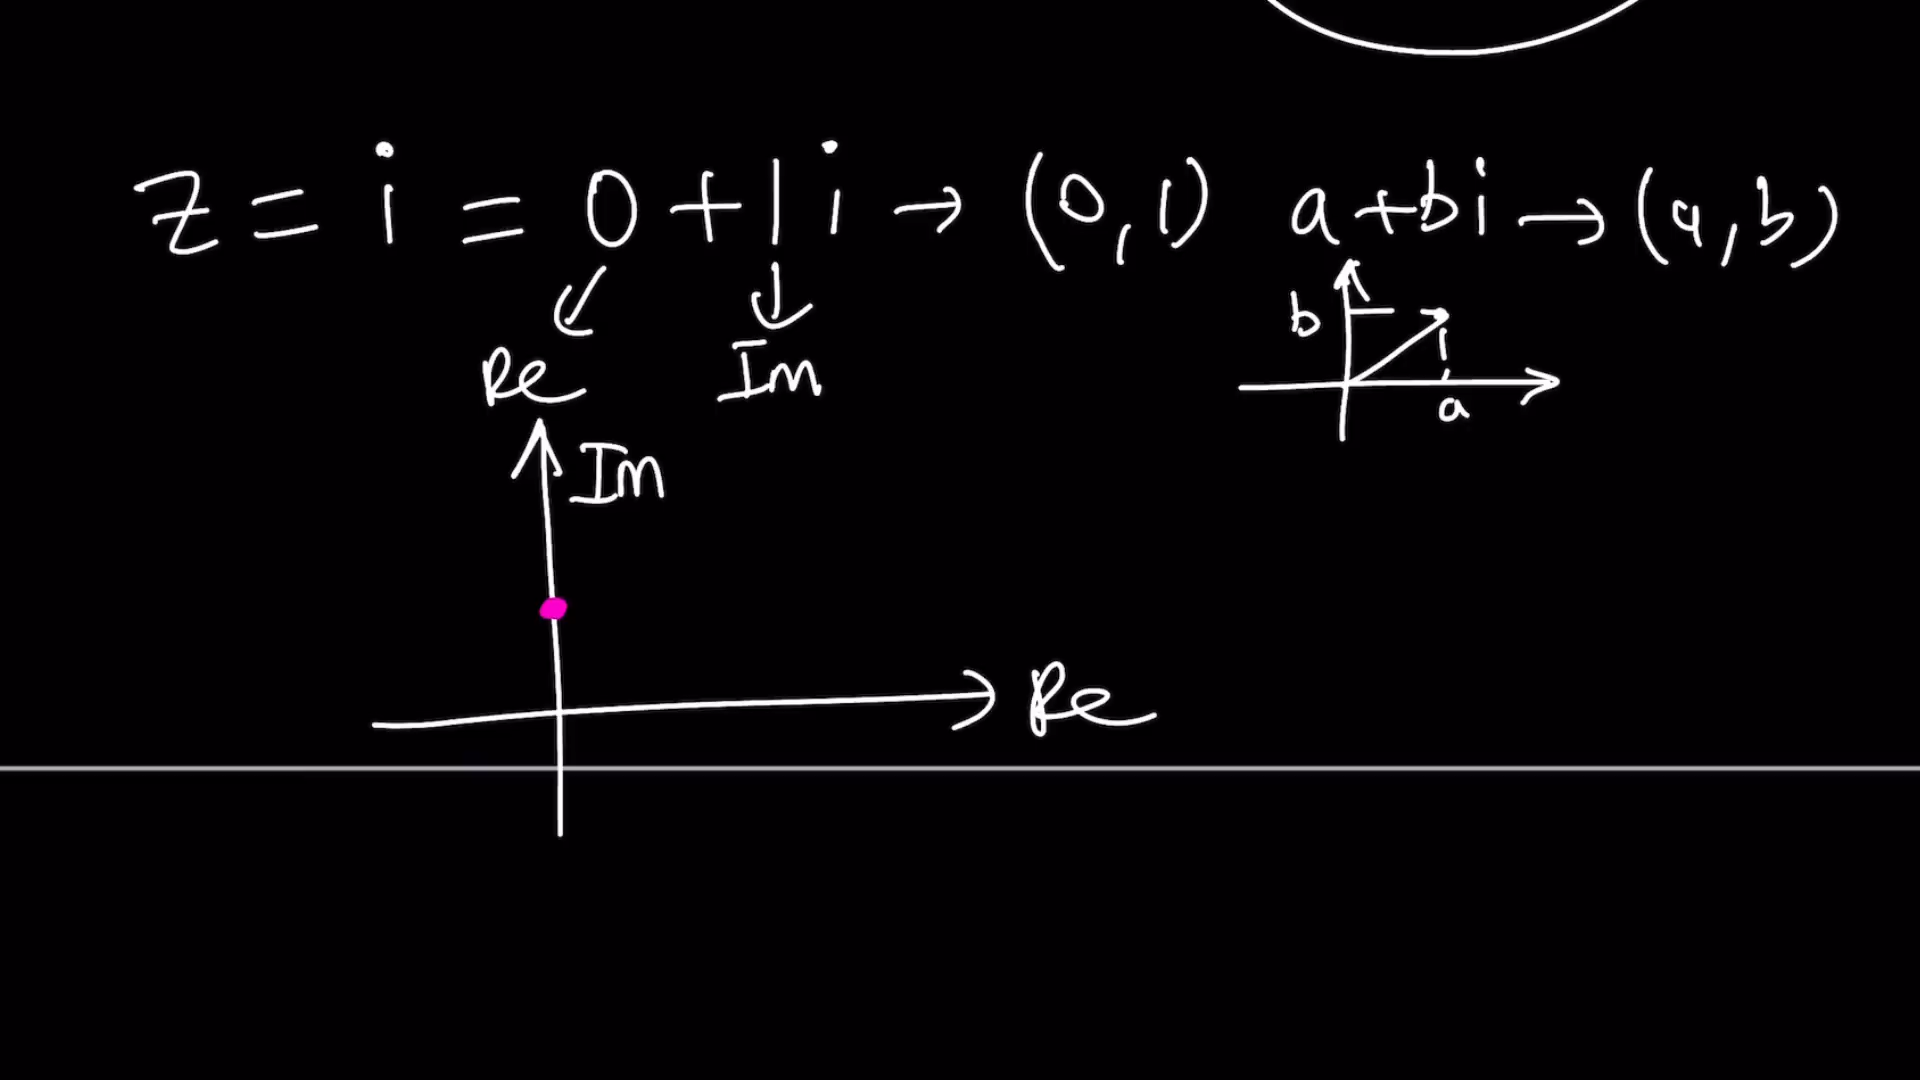 z = i = 0 + 1i → (0,1) a + bi → (a,b)
b
Re Im
a
Im
Re